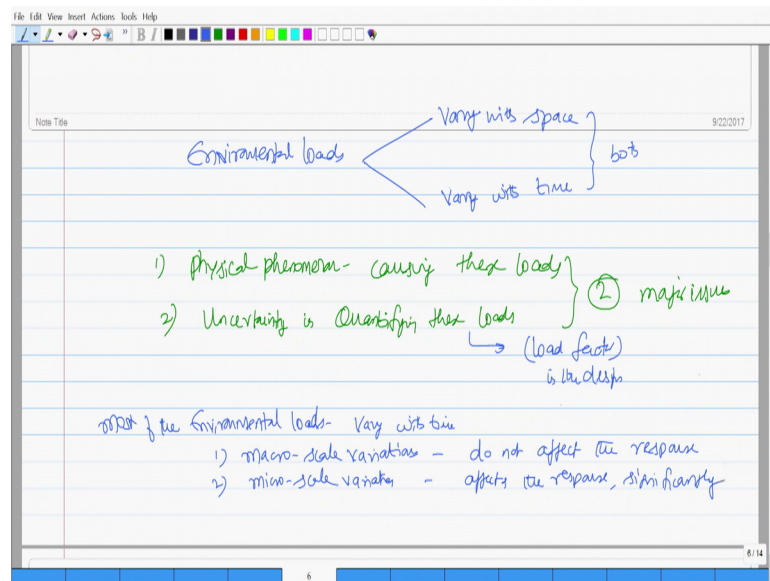 File Edit View Insert Actions Tools Help
B I
Note Title
9/22/2017
Vary with space
Environmental loads
both
Vary with time
1) Physical phenomenon - causing these loads
2) Uncertainty in Quantifying these loads
2 major issues
(load factor)
in the design
most of the Environmental loads - vary with time
1) macro-scale variations - do not affect the response
2) micro-scale variation - affects the response, significantly
6/14
6